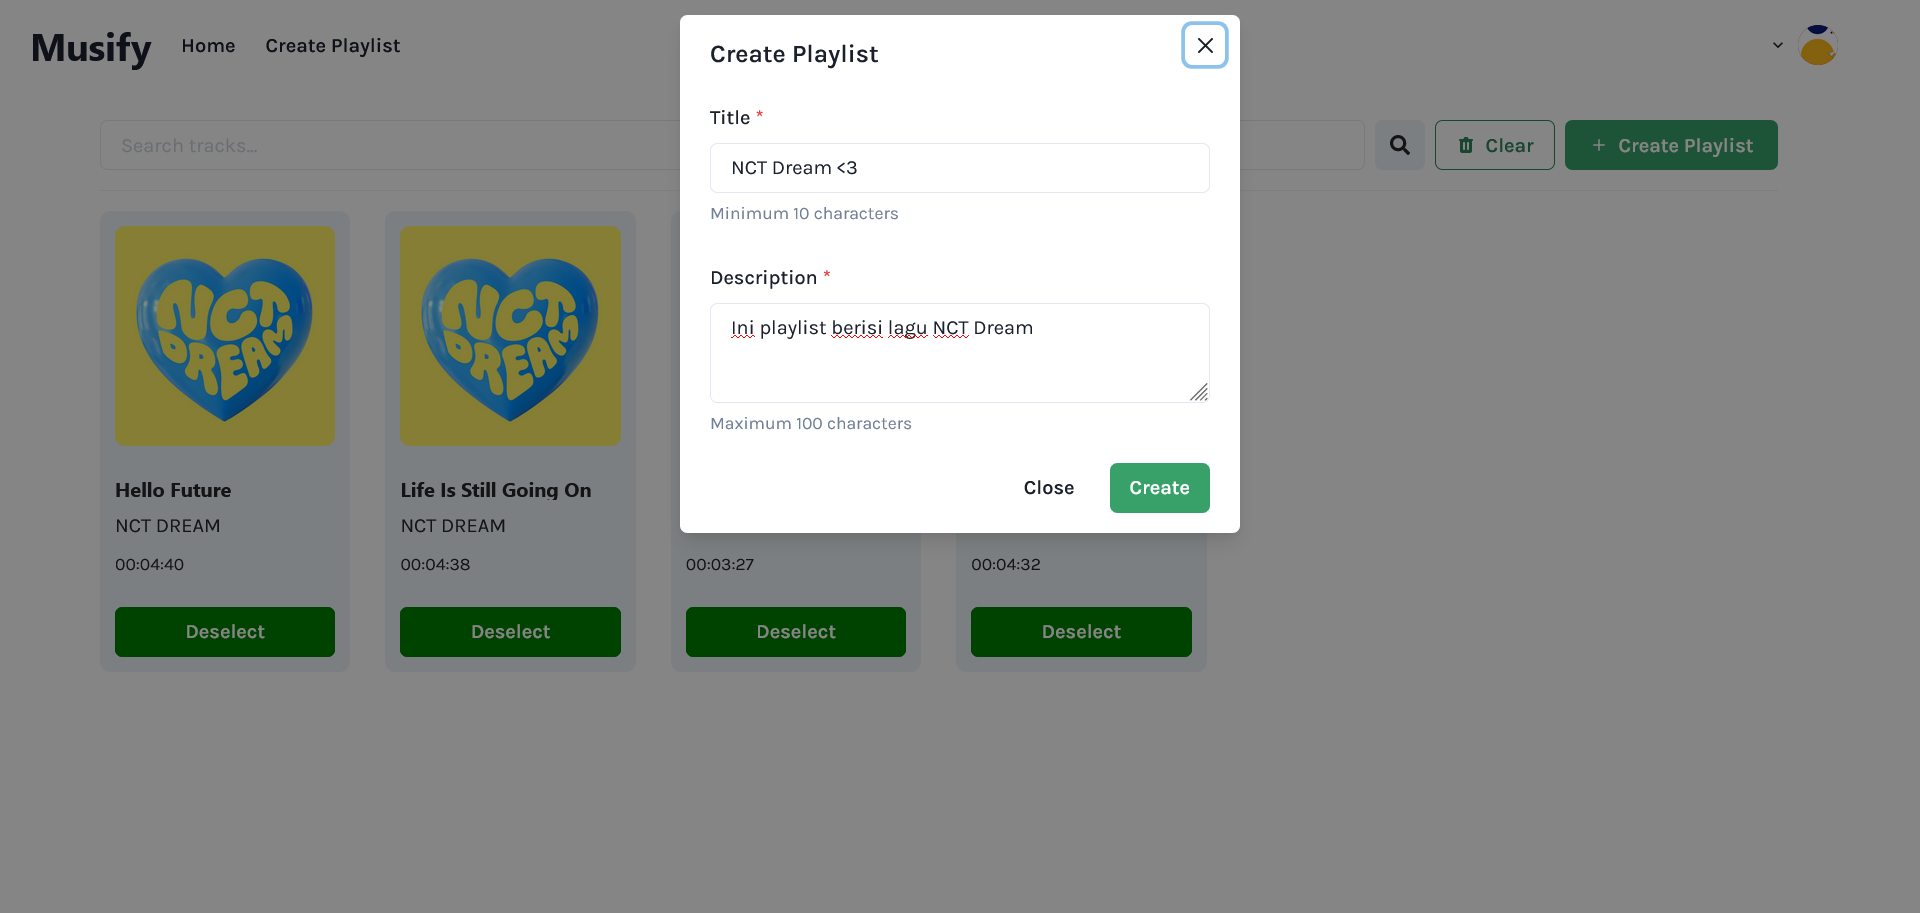 Musify
Home
Create Playlist
Search tracks...
Clear
+ Create Playlist
Create Playlist
Title *
NCT Dream <3
Minimum 10 characters
Description *
Ini playlist berisi lagu NCT Dream
Maximum 100 characters
Close
Create
NCT
DREAM
Hello Future
NCT DREAM
00:04:40
Deselect
NCT
DREAM
Life Is Still Going On
NCT DREAM
00:04:38
Deselect
00:03:27
Deselect
00:04:32
Deselect